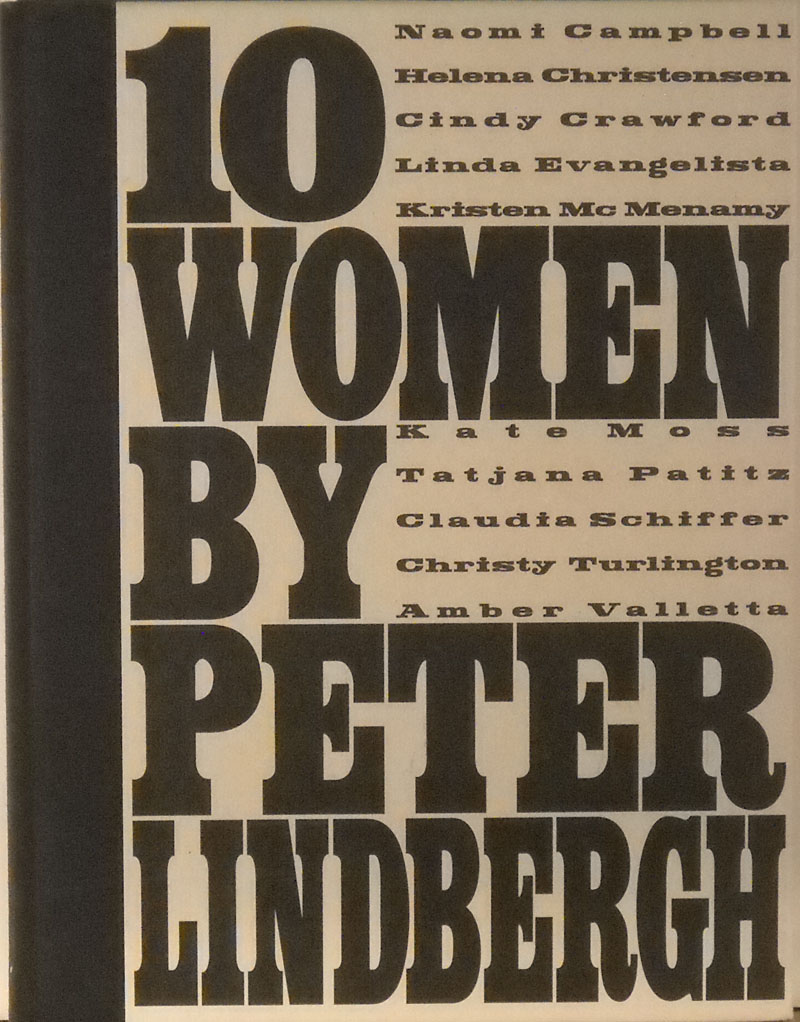 10
Naomi Campbell
Helena Christensen
Cindy Crawford
Linda Evangelista
Kristen Mc Menamy
WOMEN
BY
Kate Moss
Tatjana Patitz
Claudia Schiffer
Christy Turlington
Amber Valletta
PETER
LINDBERGH